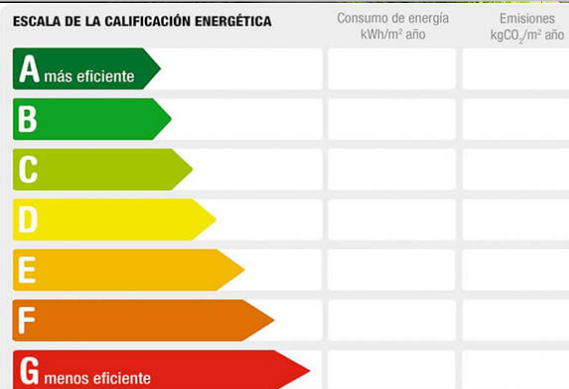 ESCALA DE LA CALIFICACIÓN ENERGÉTICA
Consumo de energía
kWh/m² año
Emisiones
kgCO₂/m² año
A más eficiente
B
C
D
E
F
G menos eficiente